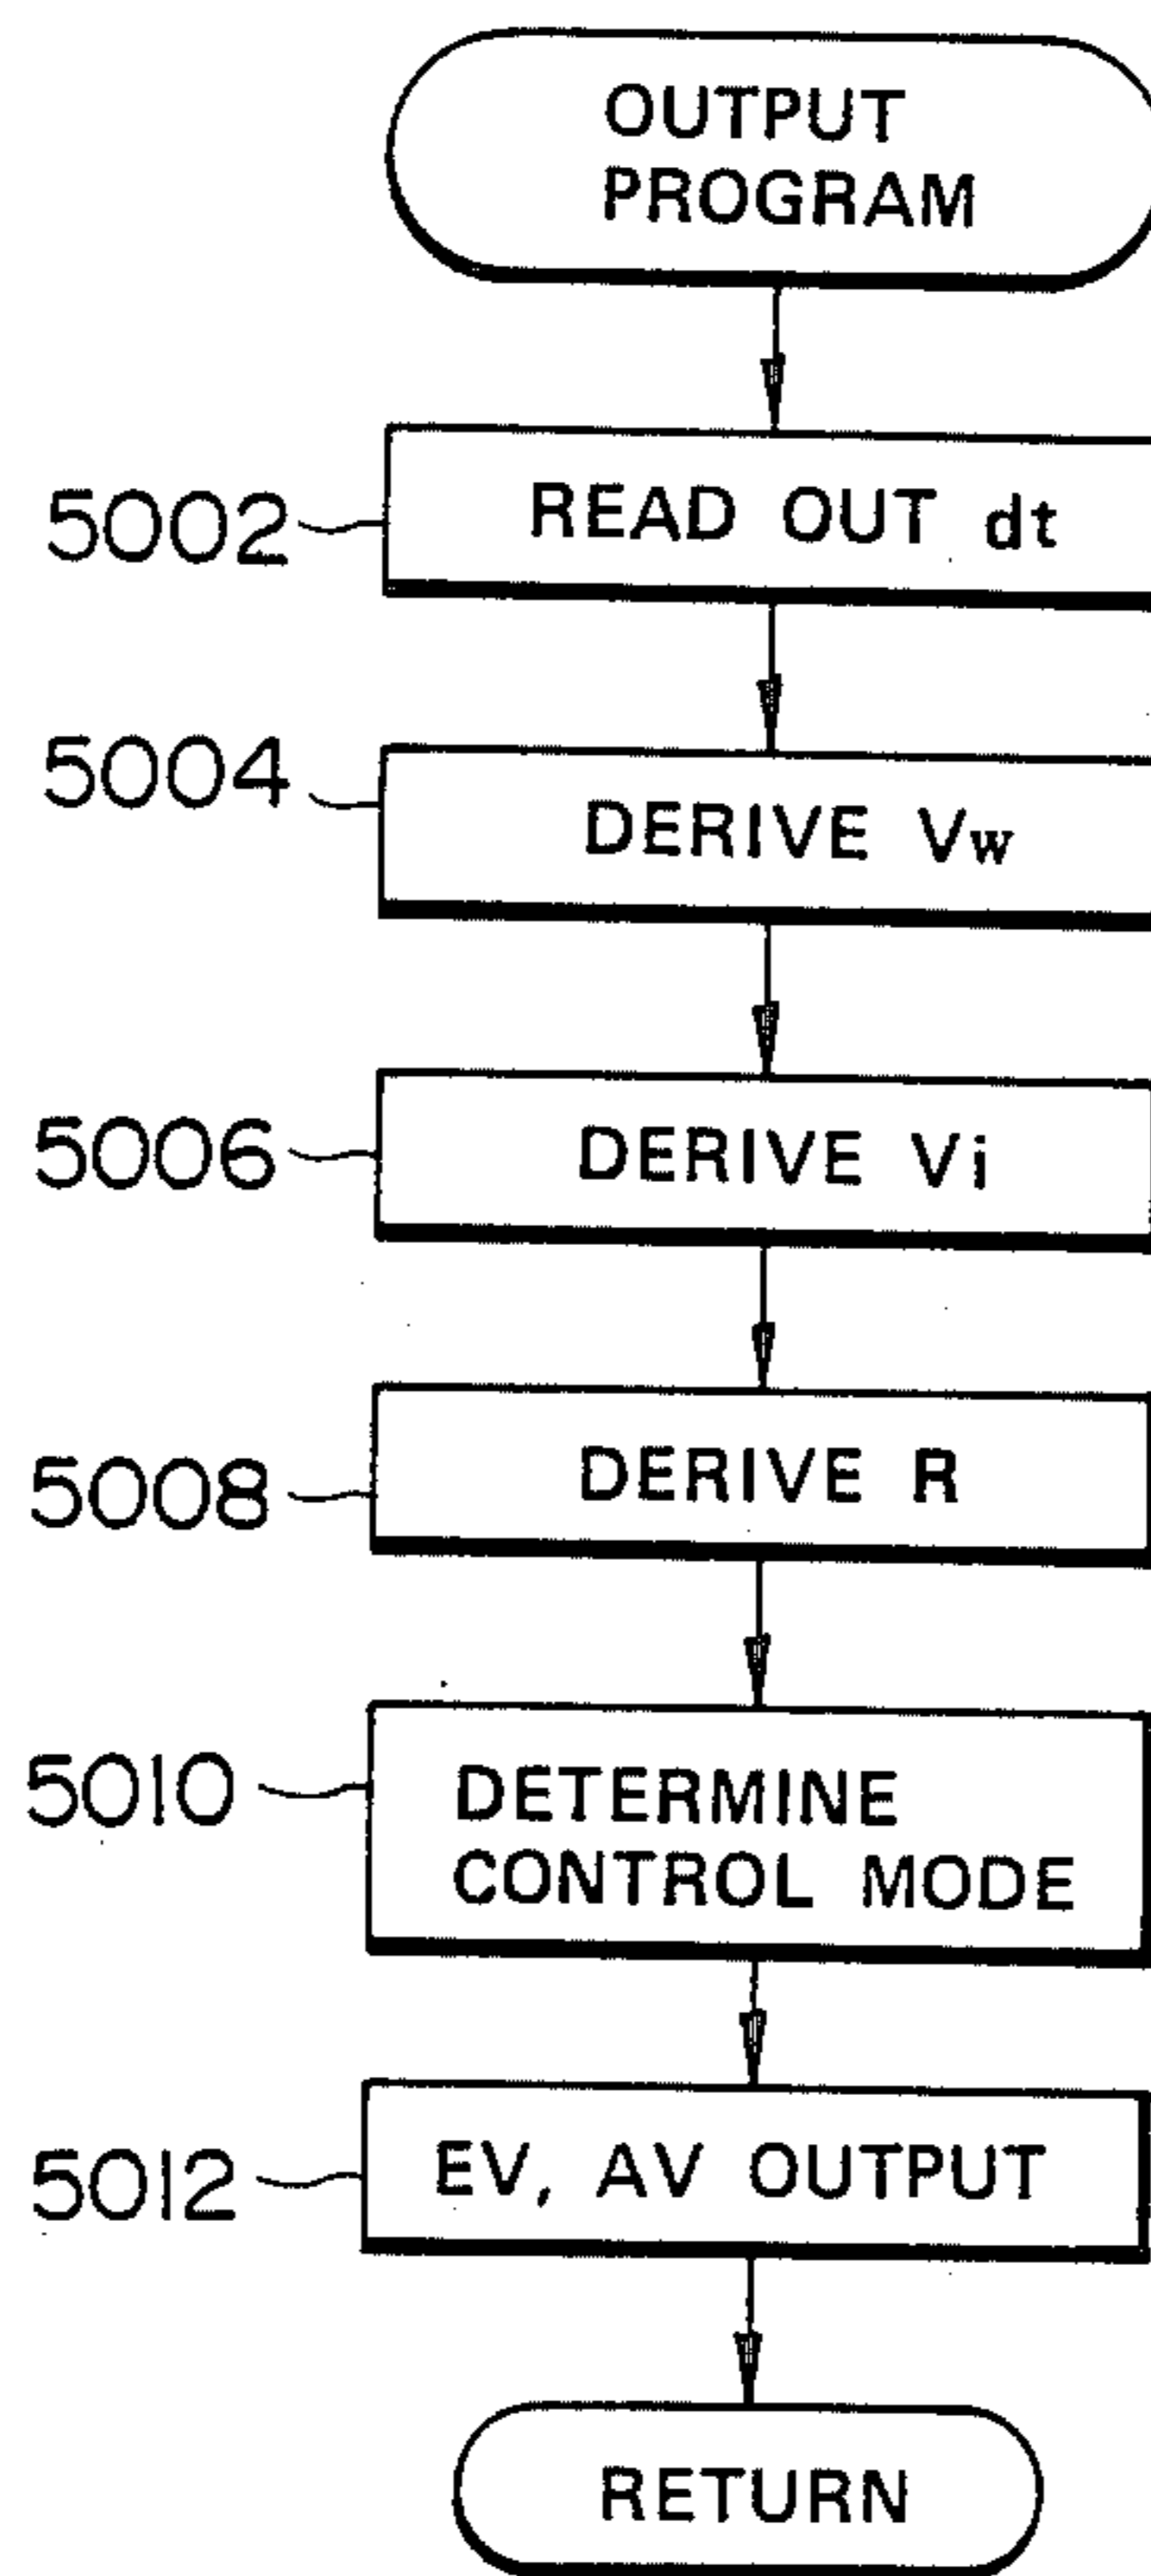 OUTPUT
PROGRAM
5002
READ OUT dt
5004
DERIVE Vw
5006
DERIVE Vi
5008
DERIVE R
5010
DETERMINE
CONTROL MODE
5012
EV, AV OUTPUT
RETURN